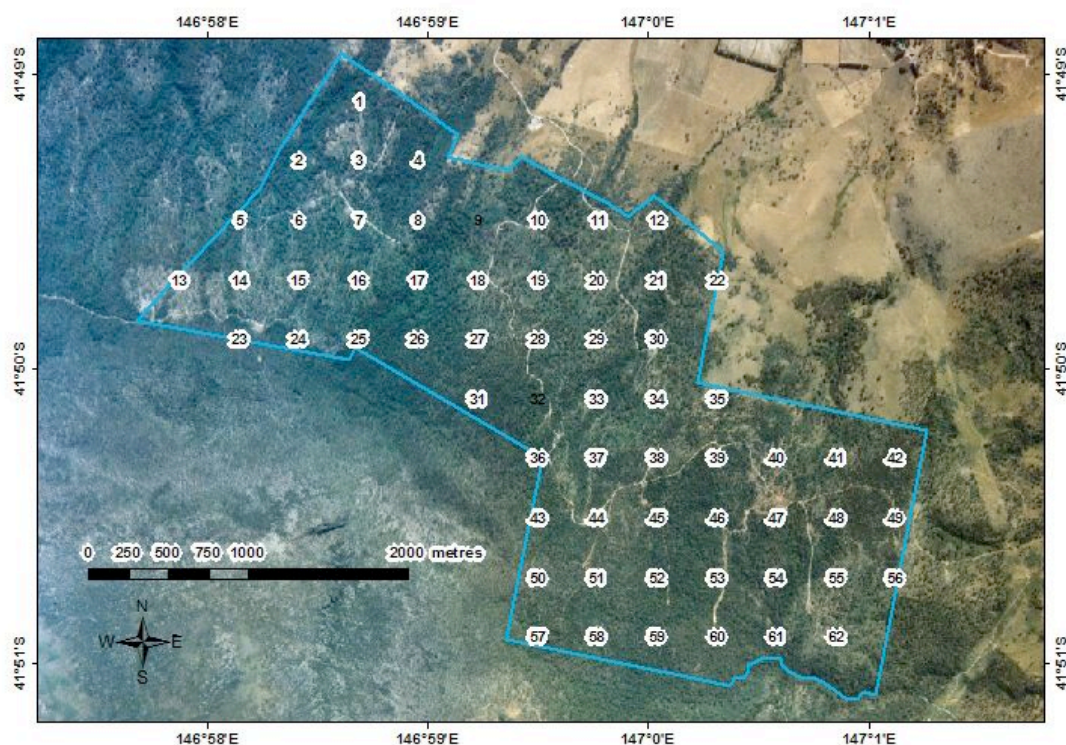 146°58'E 146°59'E 147°0'E 147°1'E
41°49'S 41°49'S
1
2 3 4
5 6 7 8 9 10 11 12
13 14 15 16 17 18 19 20 21 22
23 24 25 26 27 28 29 30
41°50'S 41°50'S
31 32 33 34 35
36 37 38 39 40 41 42
43 44 45 46 47 48 49
0 250 500 750 1000 2000 metres
50 51 52 53 54 55 56
N
W E
S
57 58 59 60 61 62
41°51'S 41°51'S
146°58'E 146°59'E 147°0'E 147°1'E